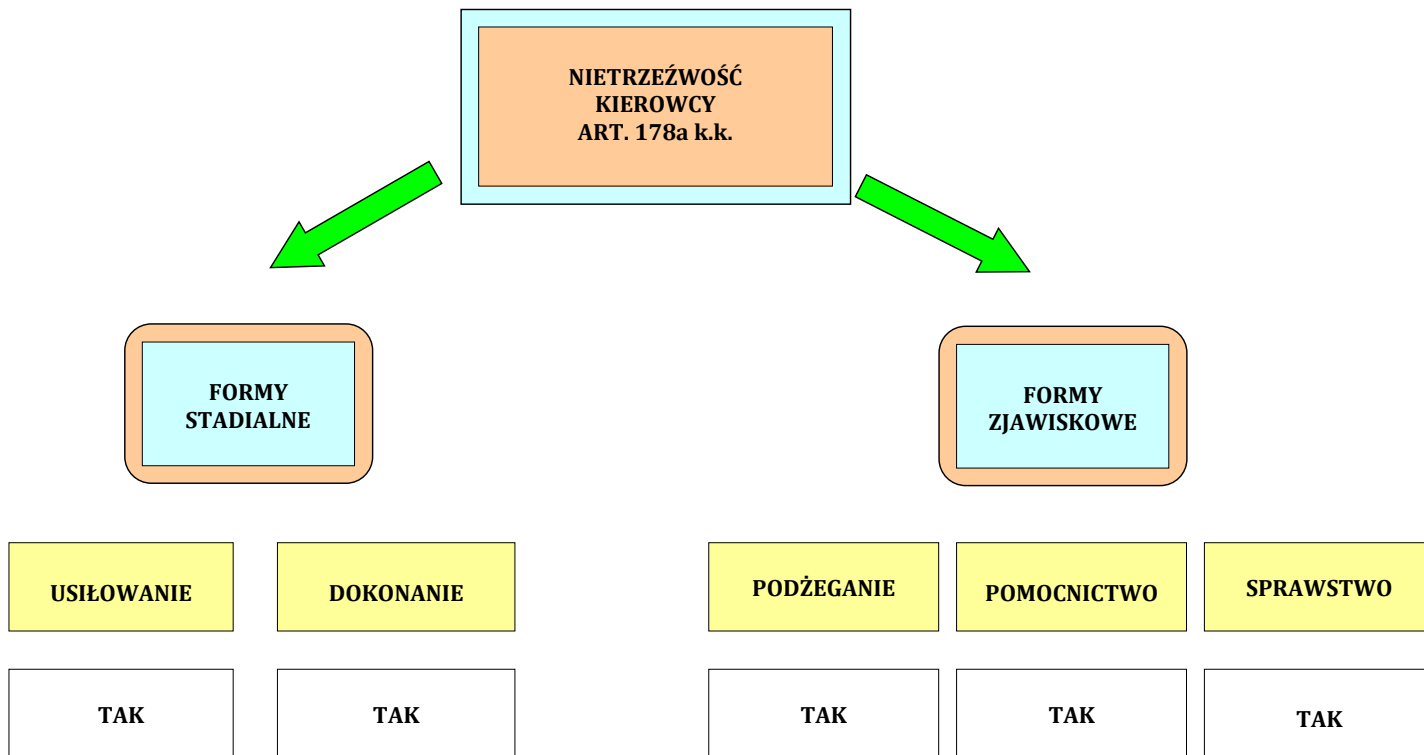 NIETRZEŹWOŚĆ
KIEROWCY
ART. 178a k.k.
FORMY
STADIALNE
FORMY
ZJAWISKOWE
USIŁOWANIE
DOKONANIE
PODŻEGANIE
POMOCNICTWO
SPRAWSTWO
TAK
TAK
TAK
TAK
TAK